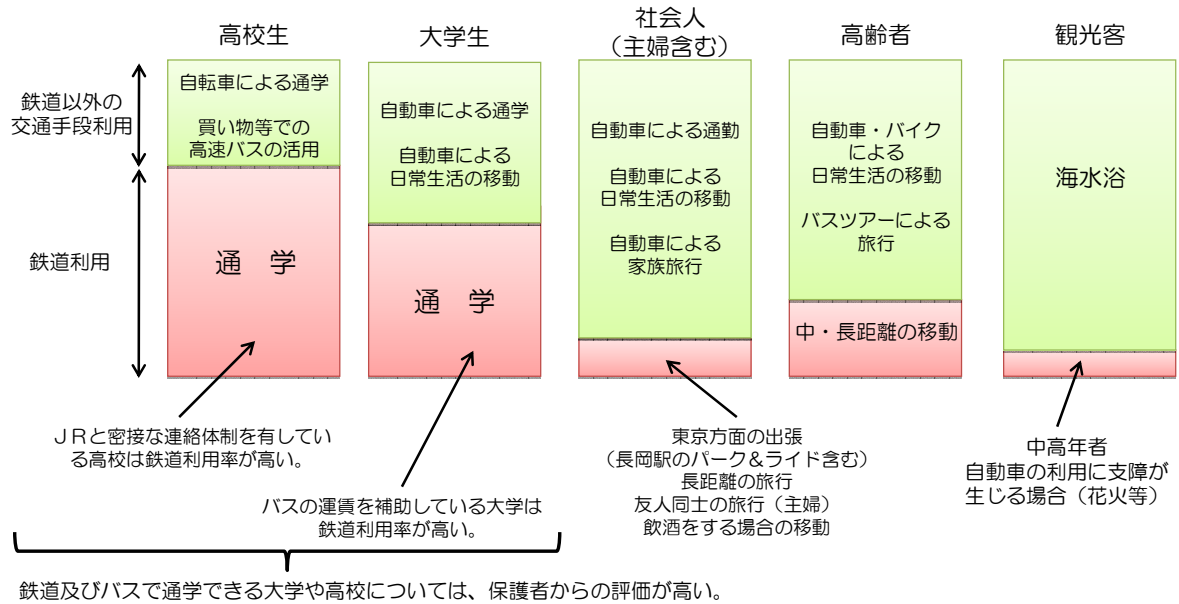 高校生
大学生
社会人
（主婦含む）
高齢者
観光客
鉄道以外の
交通手段利用
鉄道利用
自転車による通学
買い物等での
高速バスの活用
通　学
自動車による通学
自動車による
日常生活の移動
通　学
自動車による通勤
自動車による
日常生活の移動
自動車による
家族旅行
自動車・バイク
による
日常生活の移動
バスツアーによる
旅行
中・長距離の移動
海水浴
ＪＲと密接な連絡体制を有してい
る高校は鉄道利用率が高い。
バスの運賃を補助している大学は
鉄道利用率が高い。
東京方面の出張
（長岡駅のパーク＆ライド含む）
長距離の旅行
友人同士の旅行（主婦）
飲酒をする場合の移動
中高年者
自動車の利用に支障が
生じる場合（花火等）
鉄道及びバスで通学できる大学や高校については、保護者からの評価が高い。